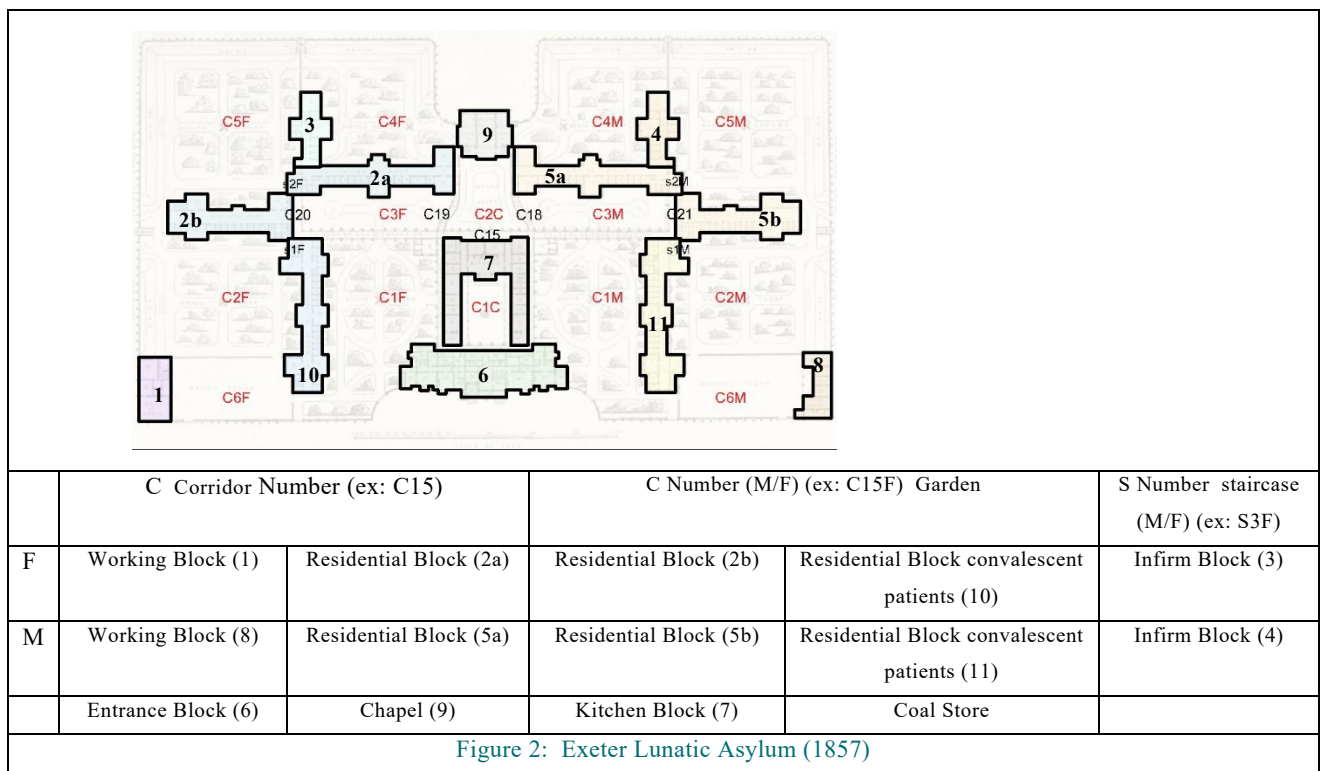 C5F 3 C4F 9 C4M 4 C5M
s2F 2a 5a s2M
2b C20 C3F C19 C2C C18 C3M C21 5b
C15
s1F 7 s1M
C2F C1F C1C C1M C2M
11
10 6 8
1 C6F C6M
C Corridor Number (ex: C15) C Number (M/F) (ex: C15F) Garden S Number staircase
(M/F) (ex: S3F)
F Working Block (1) Residential Block (2a) Residential Block (2b) Residential Block convalescent Infirm Block (3)
patients (10)
M Working Block (8) Residential Block (5a) Residential Block (5b) Residential Block convalescent Infirm Block (4)
patients (11)
Entrance Block (6) Chapel (9) Kitchen Block (7) Coal Store
Figure 2: Exeter Lunatic Asylum (1857)